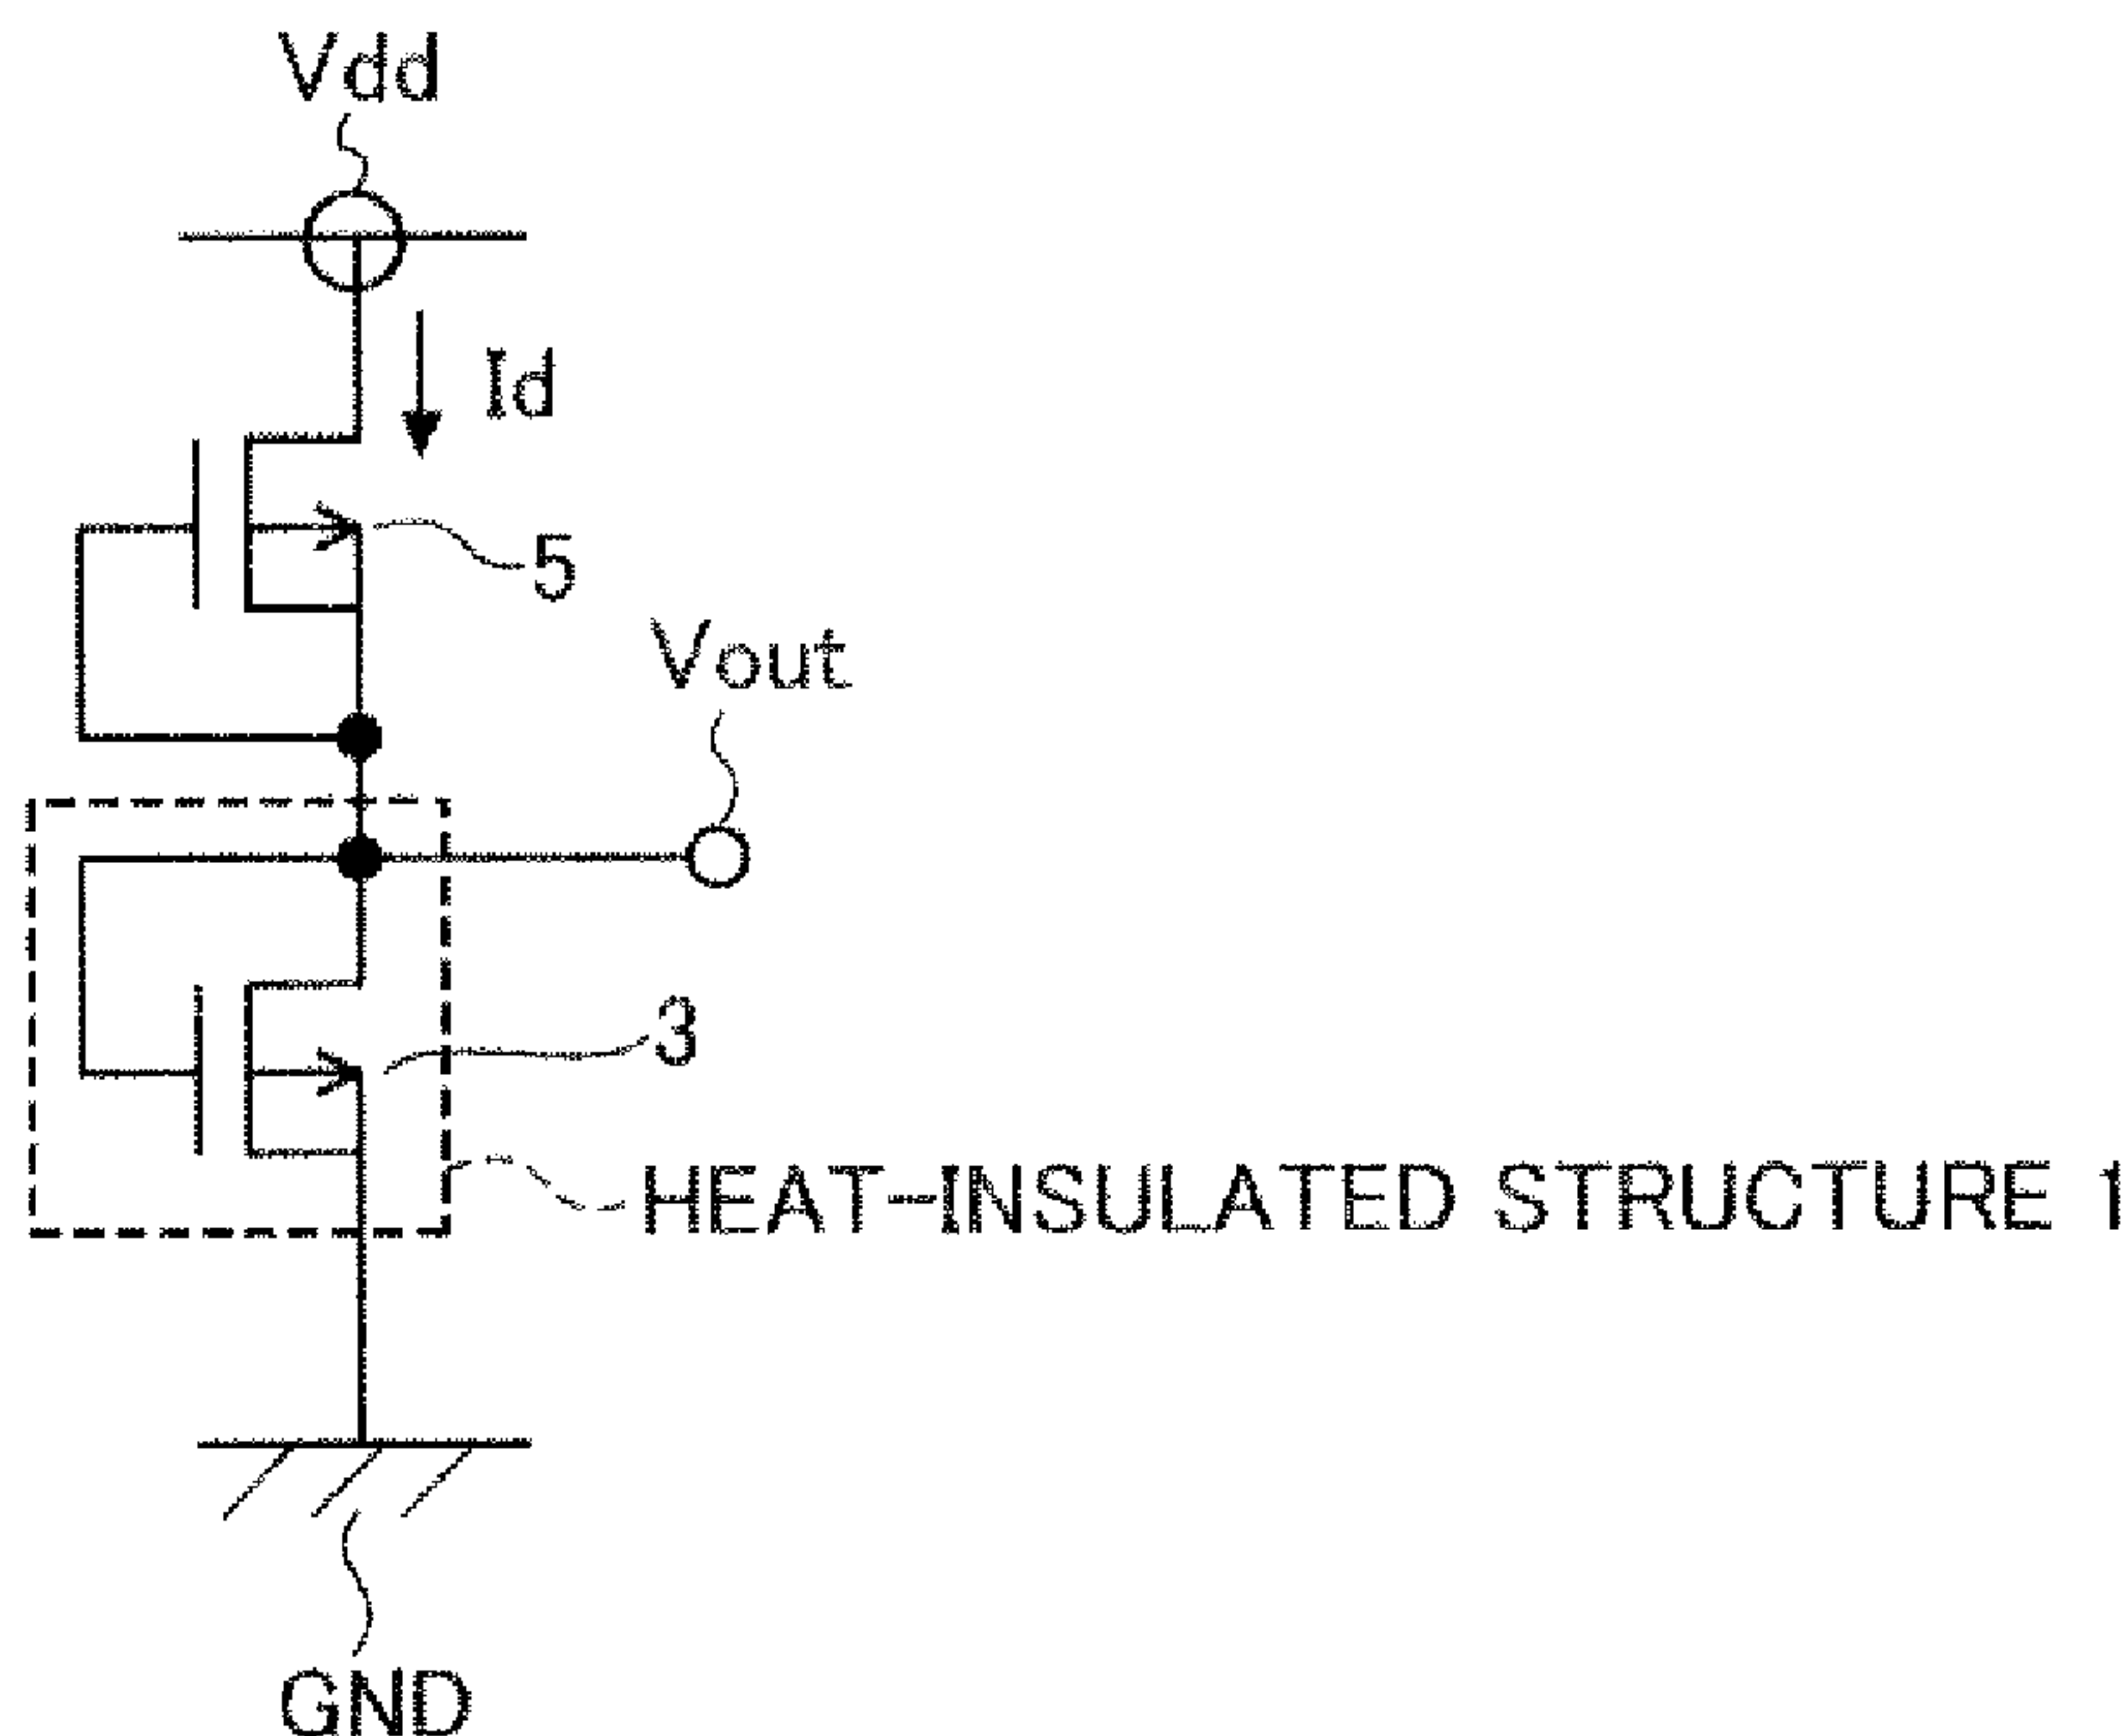 Vdd
Id
5
Vout
3
HEAT-INSULATED STRUCTURE 1
GND